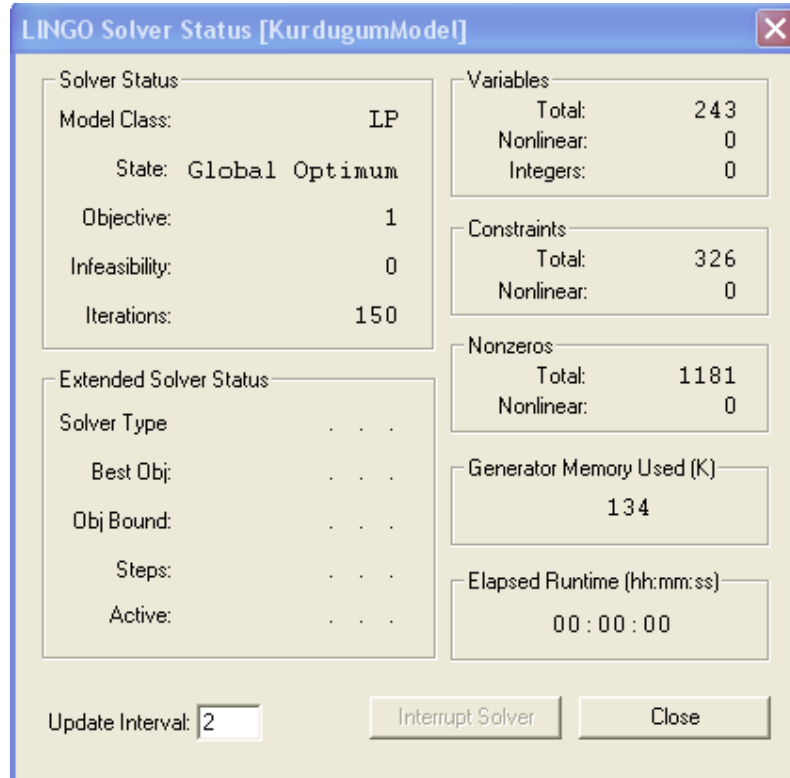 LINGO Solver Status [KurdugumModel]
Solver Status
Model Class: LP
State: Global Optimum
Objective: 1
Infeasibility: 0
Iterations: 150
Extended Solver Status
Solver Type . . .
Best Obj: . . .
Obj Bound: . . .
Steps: . . .
Active: . . .
Variables
Total: 243
Nonlinear: 0
Integers: 0
Constraints
Total: 326
Nonlinear: 0
Nonzeros
Total: 1181
Nonlinear: 0
Generator Memory Used (K)
134
Elapsed Runtime (hh:mm:ss)
00:00:00
Update Interval: 2
Interrupt Solver
Close